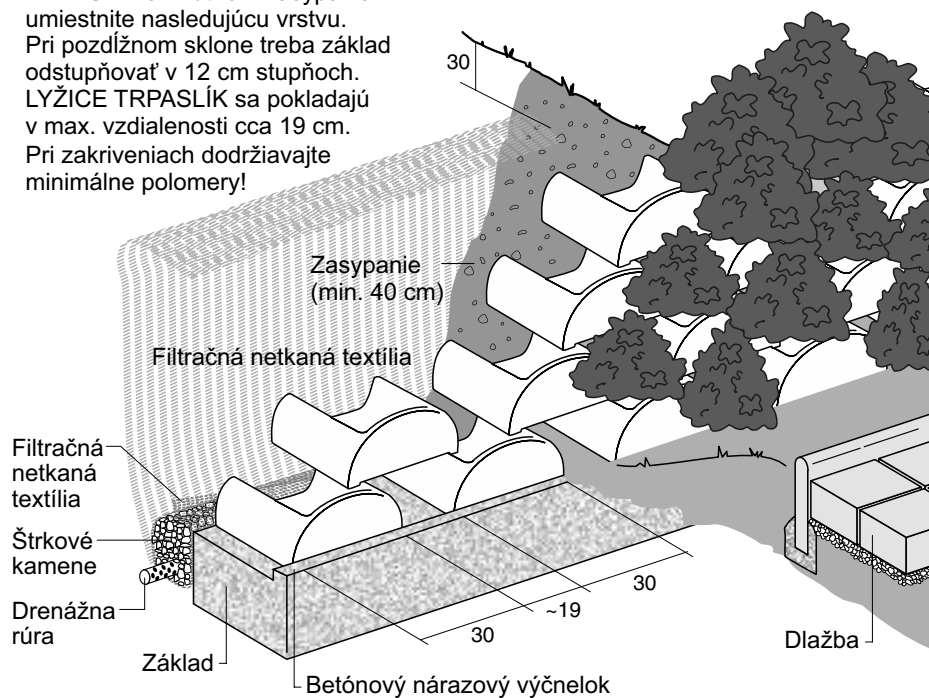 umiestnite nasledujúcu vrstvu.
Pri pozdĺžnom sklone treba základ
odstupňovať v 12 cm stupňoch.
LYŽICE TRPASLÍK sa pokladajú
v max. vzdialenosti cca 19 cm.
Pri zakriveniach dodržiavajte
minimálne polomery!
30
Zasypanie
(min. 40 cm)
Filtračná netkaná textília
Filtračná
netkaná
textília
Štrkové
kamene
Drenážna
rúra
Základ
Betónový nárazový výčnelok
30
~19
30
Dlažba